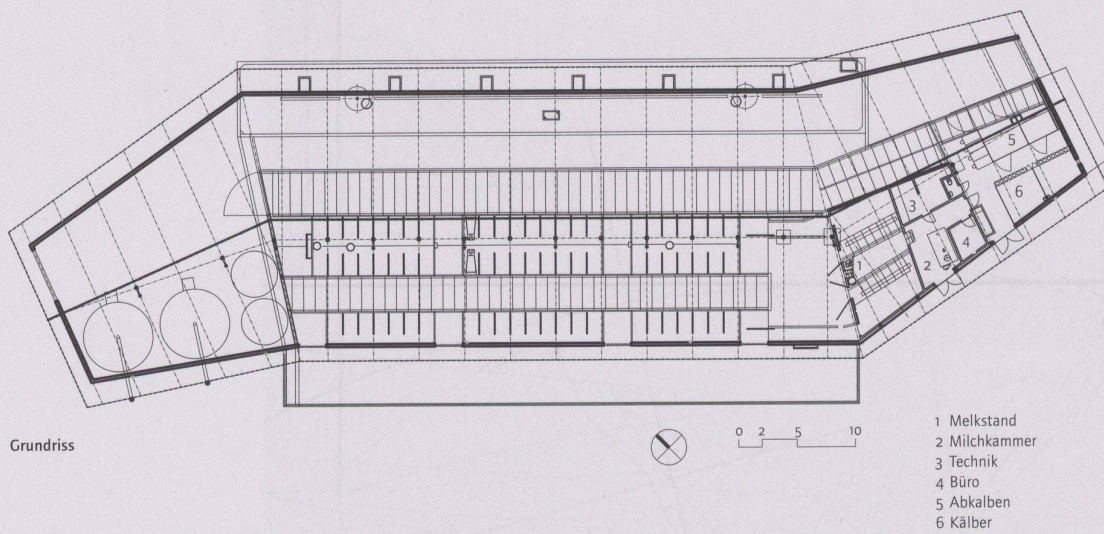 5
6
3
4
1
2
Grundriss
0 2 5 10
1 Melkstand
2 Milchkammer
3 Technik
4 Büro
5 Abkalben
6 Kälber